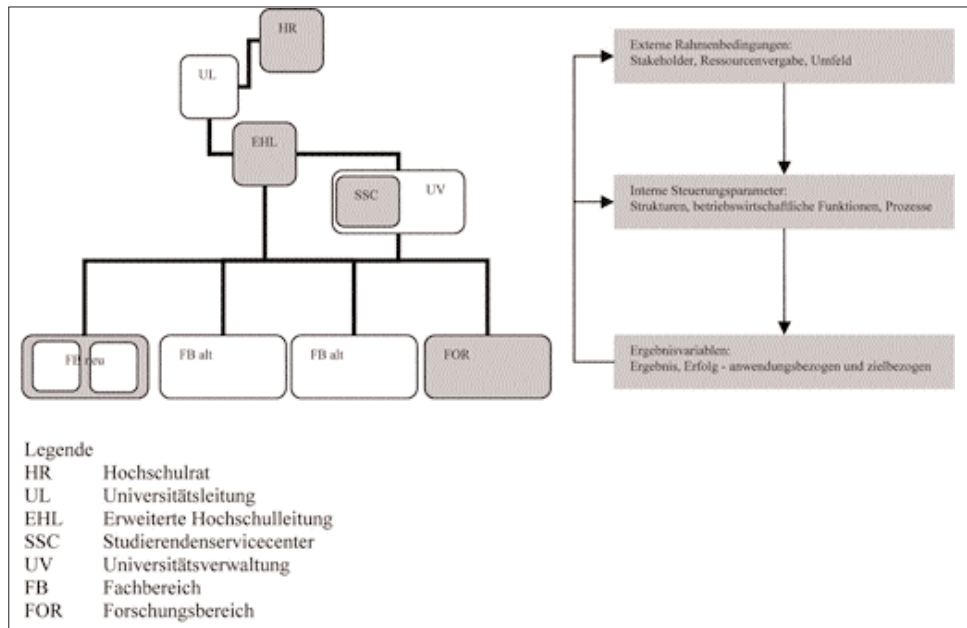 HR
UL
EHL
SSC
UV
FB neu
FB alt
FB alt
FOR
Externe Rahmenbedingungen:
Stakeholder, Ressourcenvergabe, Umfeld
Interne Steuerungsparameter:
Strukturen, betriebswirtschaftliche Funktionen, Prozesse
Ergebnisvariablen:
Ergebnis, Erfolg - anwendungsbezogen und zielbezogen
Legende
HR Hochschulrat
UL Universitätsleitung
EHL Erweiterte Hochschulleitung
SSC Studierendenservicecenter
UV Universitätsverwaltung
FB Fachbereich
FOR Forschungsbereich